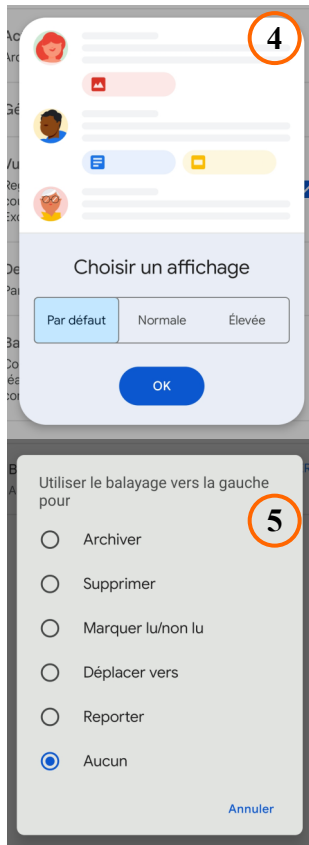 4
Choisir un affichage
Par défaut
Normale
Élevée
OK
Utiliser le balayage vers la gauche
pour
5
Archiver
Supprimer
Marquer lu/non lu
Déplacer vers
Reporter
Aucun
Annuler